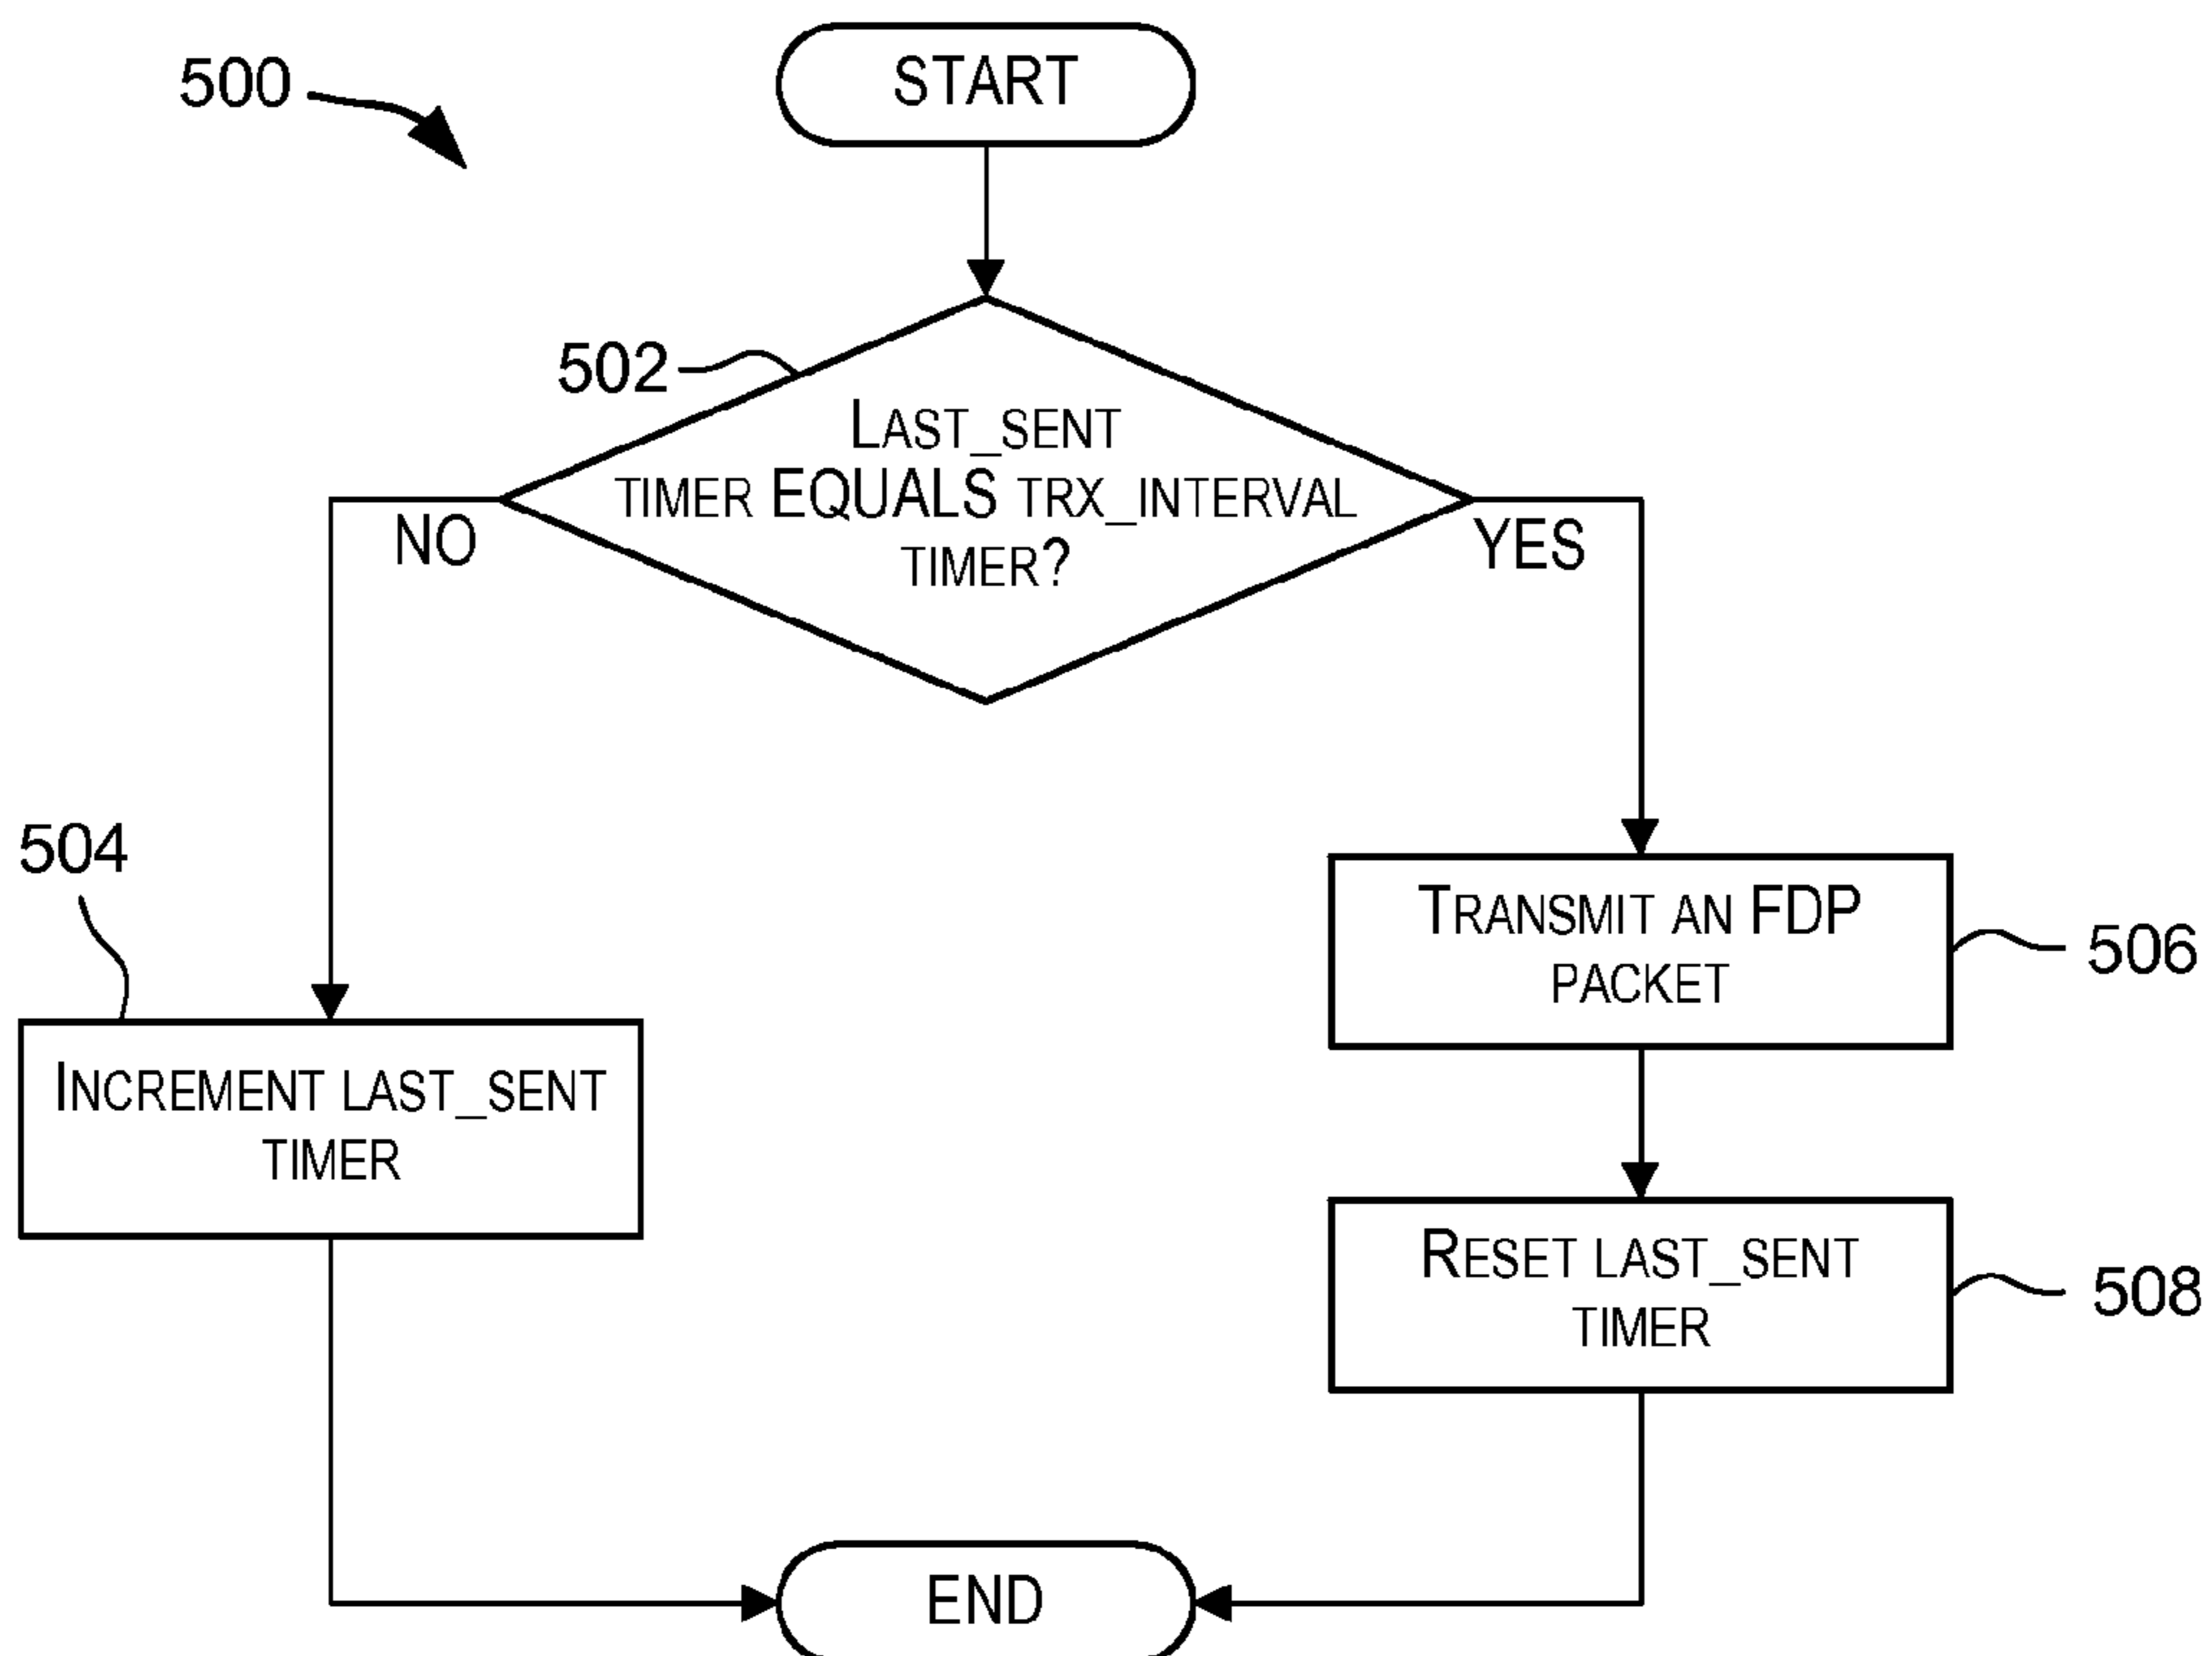 500
START
502
LAST_SENT
TIMER EQUALS TRX_INTERVAL
TIMER?
NO
YES
504
INCREMENT LAST_SENT
TIMER
TRANSMIT AN FDP
PACKET
506
RESET LAST_SENT
TIMER
508
END